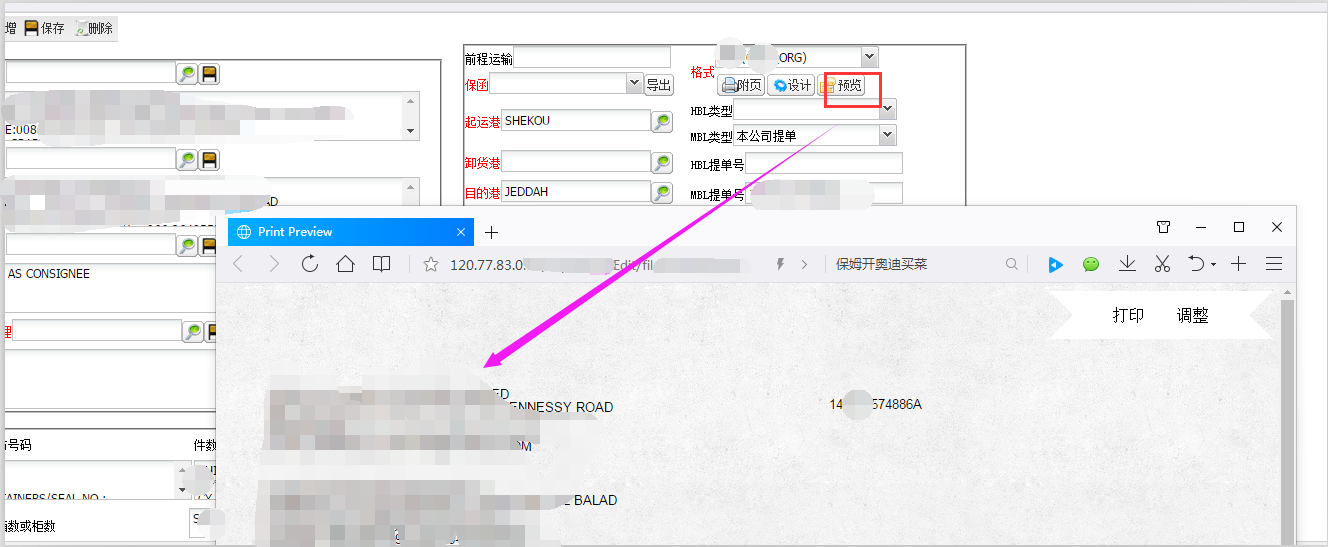 增 保存 删除
前程运输
ORG)
格式
保函 导出
附页 设计 预览
HBL类型
E:008
起运港 SHEKOU
MBL类型 本公司提单
卸货港
HBL提单号
目的港 JEDDAH
MBL提单号
AD
Print Preview
120.77.83.0
Edit/fil
保姆开奥迪买菜
AS CONSIGNEE
打印 调整
理
ED
ENNESSY ROAD
14 574886A
OM
号码
件数
BALAD
TAINERS/SEAL NO.:
箱数或柜数
S